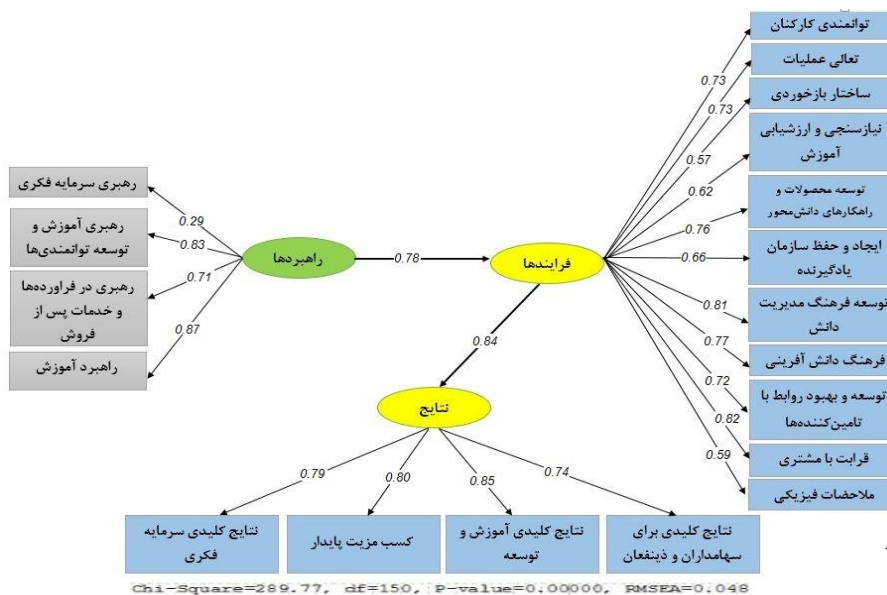 توانمندی کارکنان
تعالی عملیات
ساختار بازخوردی
نیازسنجی و ارزشیابی
آموزش
توسعه محصولات و
راهکارهای دانش‌محور
ایجاد و حفظ سازمان
یادگیرنده
توسعه فرهنگ مدیریت
دانش
فرهنگ دانش آفرینی
توسعه و بهبود روابط با
تامین‌کننده‌ها
قرابت با مشتری
ملاحضات فیزیکی
0.73
0.73
0.57
0.62
0.76
0.66
0.81
0.77
0.72
0.82
0.59
فرایندها
0.78
راهبردها
رهبری سرمایه فکری
رهبری آموزش و
توسعه توانمندی‌ها
رهبری در فراورده‌ها
و خدمات پس از
فروش
راهبرد آموزش
0.29
0.83
0.71
0.87
0.84
نتایج
0.74
0.85
0.80
0.79
نتایج کلیدی برای
سهامداران و ذینفعان
نتایج کلیدی آموزش و
توسعه
کسب مزیت پایدار
نتایج کلیدی سرمایه
فکری
Chi-Square=289.77, df=150, P-value=0.00000, RMSEA=0.048